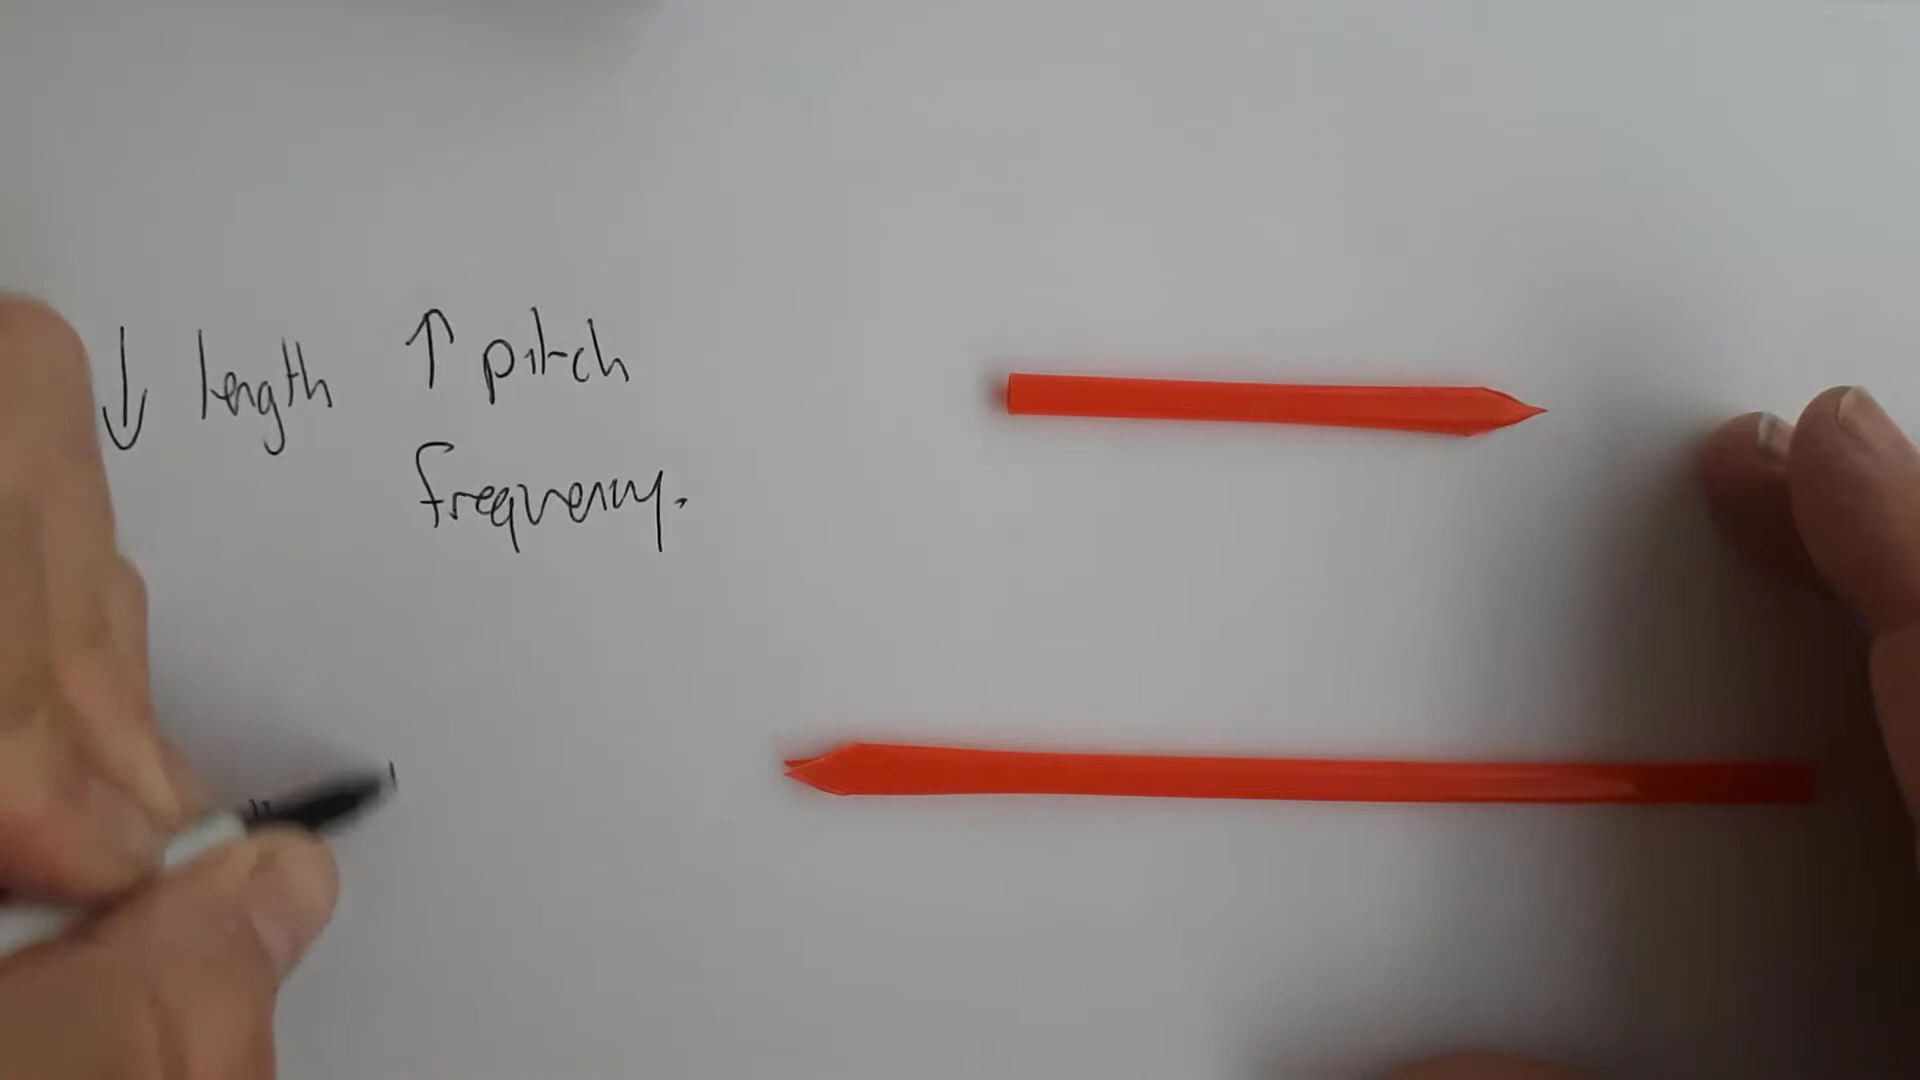 ↓ length ↑ pitch
frequency.